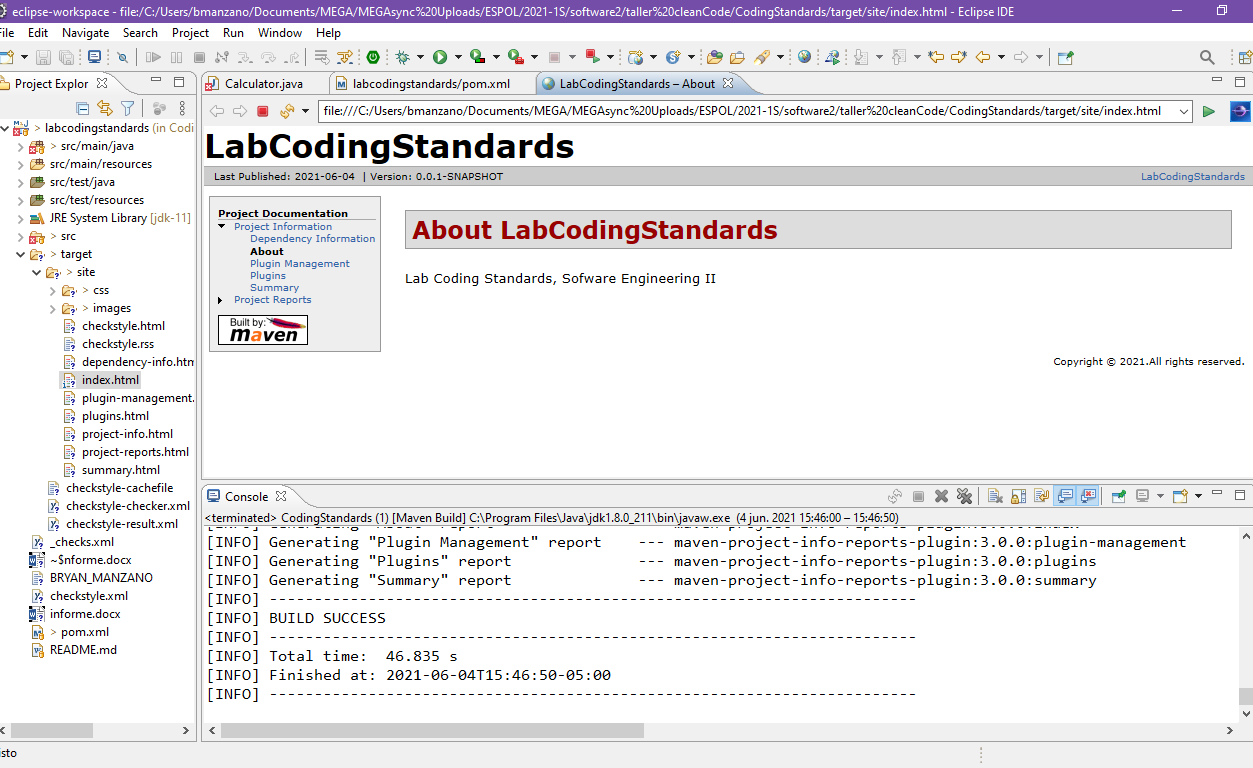 eclipse-workspace - file:/C:/Users/bmanzano/Documents/MEGA/MEGAsync%20Uploads/ESPOL/2021-1S/software2/taller%20cleanCode/CodingStandards/target/site/index.html - Eclipse IDE
File Edit Navigate Search Project Run Window Help
Project Explor
labcodingstandards (in Codi
> src/main/java
src/main/resources
src/test/java
src/test/resources
JRE System Library [jdk-11]
> src
> target
> site
> css
> images
checkstyle.html
checkstyle.rss
dependency-info.htm
index.html
plugin-management.
plugins.html
project-info.html
project-reports.html
summary.html
checkstyle-cachefile
checkstyle-checker.xml
checkstyle-result.xml
_checks.xml
~$nforme.docx
BRYAN_MANZANO
checkstyle.xml
informe.docx
> pom.xml
README.md
Calculator.java
labcodingstandards/pom.xml
LabCodingStandards – About
file:///C:/Users/bmanzano/Documents/MEGA/MEGAsync%20Uploads/ESPOL/2021-1S/software2/taller%20cleanCode/CodingStandards/target/site/index.html
LabCodingStandards
Last Published: 2021-06-04 | Version: 0.0.1-SNAPSHOT
LabCodingStandards
Project Documentation
Project Information
Dependency Information
About
Plugin Management
Plugins
Summary
Project Reports
Built by:
maven
About LabCodingStandards
Lab Coding Standards, Sofware Engineering II
Copyright © 2021.All rights reserved.
Console
<terminated> CodingStandards (1) [Maven Build] C:\Program Files\Java\jdk1.8.0_211\bin\javaw.exe (4 jun. 2021 15:46:00 – 15:46:50)
[INFO] Generating "Plugin Management" report --- maven-project-info-reports-plugin:3.0.0:plugin-management
[INFO] Generating "Plugins" report --- maven-project-info-reports-plugin:3.0.0:plugins
[INFO] Generating "Summary" report --- maven-project-info-reports-plugin:3.0.0:summary
[INFO] ------------------------------------------------------------------------
[INFO] BUILD SUCCESS
[INFO] ------------------------------------------------------------------------
[INFO] Total time: 46.835 s
[INFO] Finished at: 2021-06-04T15:46:50-05:00
[INFO] ------------------------------------------------------------------------
isto